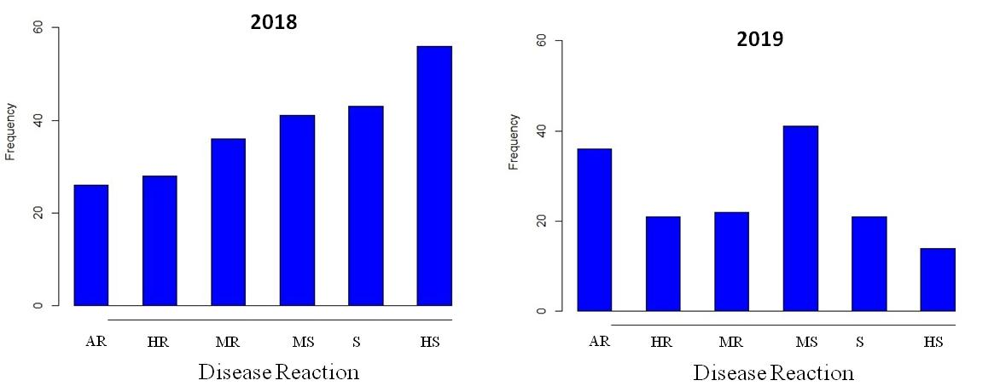 2018
Frequency
60
40
20
0
AR HR MR MS S HS
Disease Reaction
2019
Frequency
60
40
20
0
AR HR MR MS S HS
Disease Reaction